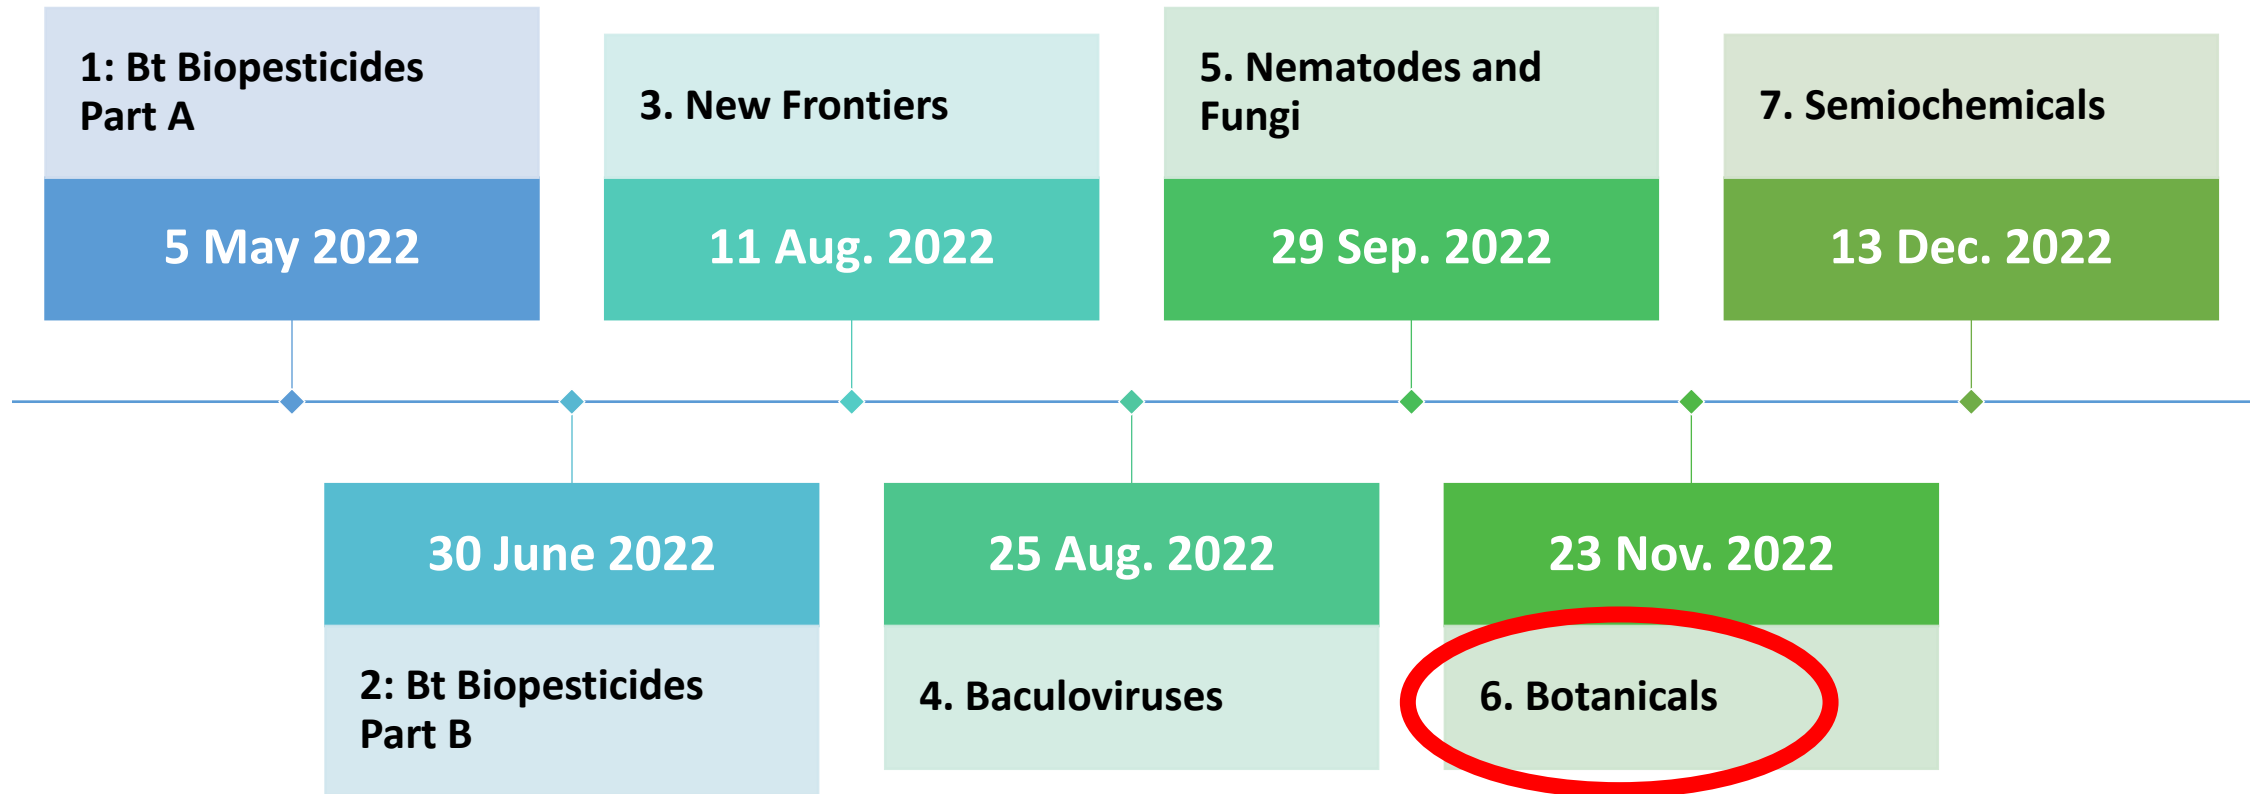 1: Bt Biopesticides
Part A
5 May 2022
3. New Frontiers
11 Aug. 2022
5. Nematodes and
Fungi
29 Sep. 2022
7. Semiochemicals
13 Dec. 2022
30 June 2022
2: Bt Biopesticides
Part B
25 Aug. 2022
4. Baculoviruses
23 Nov. 2022
6. Botanicals